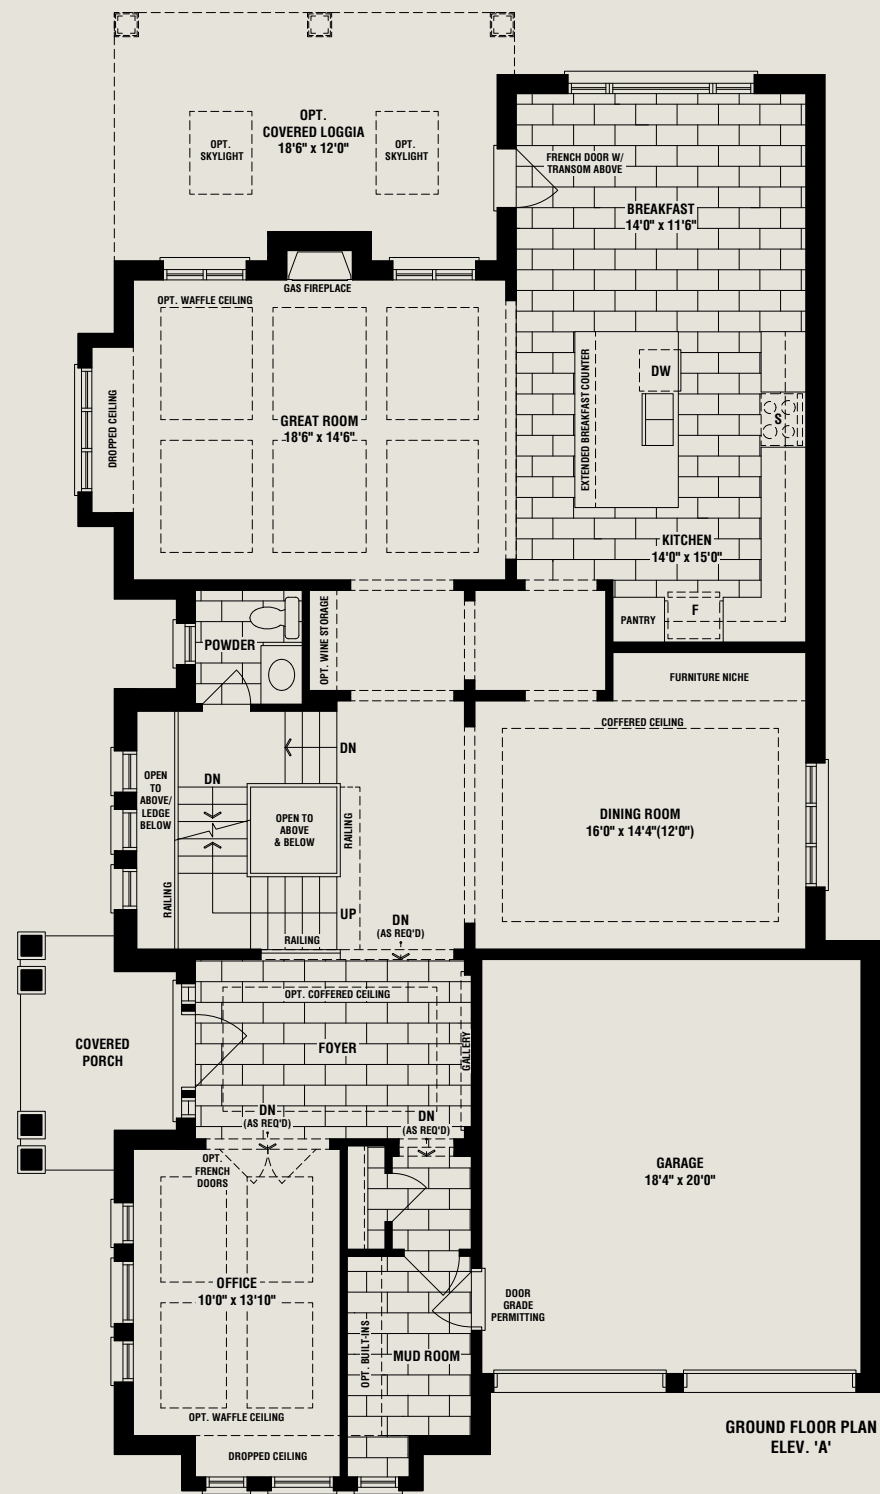 OPT.
COVERED LOGGIA
18'6" x 12'0"
OPT.
SKYLIGHT
OPT.
SKYLIGHT
FRENCH DOOR W/
TRANSOM ABOVE
BREAKFAST
14'0" x 11'6"
GAS FIREPLACE
OPT. WAFFLE CEILING
DROPPED CEILING
GREAT ROOM
18'6" x 14'6"
EXTENDED BREAKFAST COUNTER
DW
S
KITCHEN
14'0" x 15'0"
PANTRY
F
POWDER
OPT. WINE STORAGE
FURNITURE NICHE
COFFERED CEILING
DINING ROOM
16'0" x 14'4"(12'0")
OPEN
TO
ABOVE/
LEDGE
BELOW
DN
DN
OPEN TO
ABOVE
& BELOW
RAILING
RAILING
UP
RAILING
DN
(AS REQ'D)
OPT. COFFERED CEILING
FOYER
GALLERY
COVERED
PORCH
DN
(AS REQ'D)
DN
(AS REQ'D)
OPT.
FRENCH
DOORS
GARAGE
18'4" x 20'0"
OFFICE
10'0" x 13'10"
DOOR
GRADE
PERMITTING
OPT. BUILT-INS
MUD ROOM
OPT. WAFFLE CEILING
DROPPED CEILING
GROUND FLOOR PLAN
ELEV. 'A'